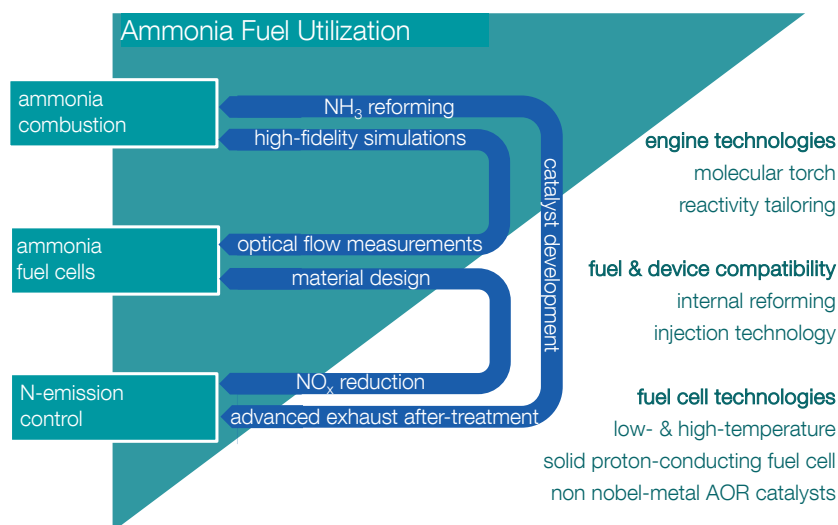 Ammonia Fuel Utilization
ammonia
combustion
NH₃ reforming
high-fidelity simulations
catalyst development
ammonia
fuel cells
optical flow measurements
material design
N-emission
control
NOₓ reduction
advanced exhaust after-treatment
engine technologies
molecular torch
reactivity tailoring
fuel & device compatibility
internal reforming
injection technology
fuel cell technologies
low- & high-temperature
solid proton-conducting fuel cell
non nobel-metal AOR catalysts